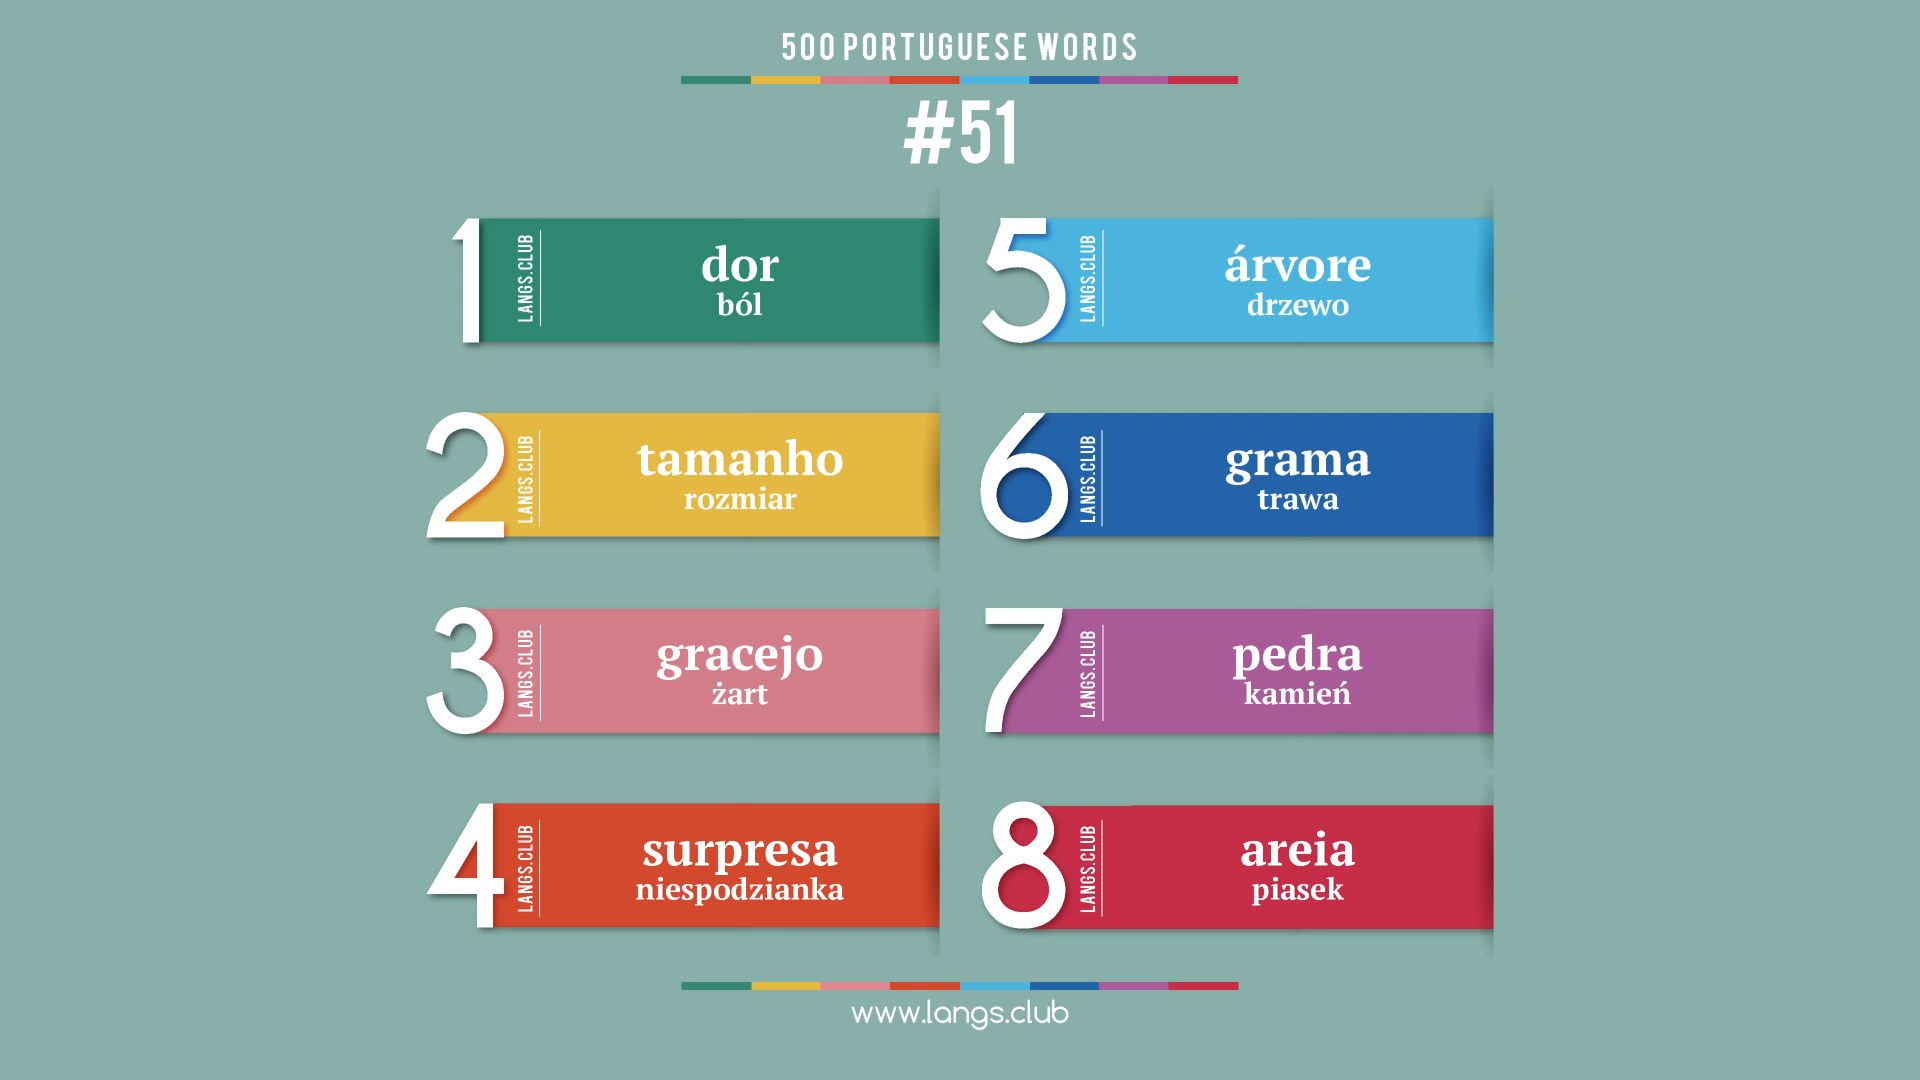 500 PORTUGUESE WORDS
#51
1
LANGS.CLUB
dor
ból
2
LANGS.CLUB
tamanho
rozmiar
3
LANGS.CLUB
gracejo
żart
4
LANGS.CLUB
surpresa
niespodzianka
5
LANGS.CLUB
árvore
drzewo
6
LANGS.CLUB
grama
trawa
7
LANGS.CLUB
pedra
kamień
8
LANGS.CLUB
areia
piasek
www.langs.club